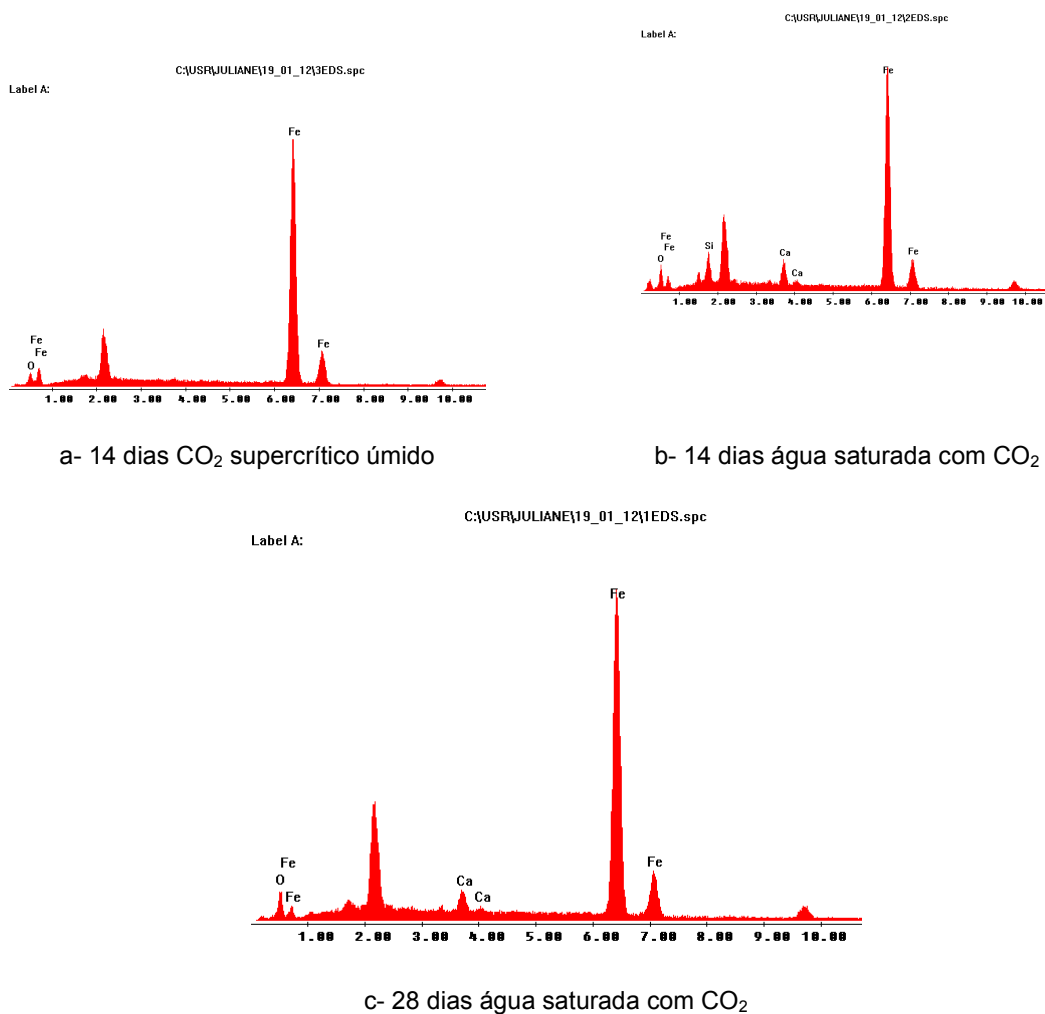 C:\USR\JULIANE\19_01_12\3EDS.spc
Label A:
Fe
Fe
Fe
O
Fe
1.00 2.00 3.00 4.00 5.00 6.00 7.00 8.00 9.00 10.00
a- 14 dias CO₂ supercrítico úmido
C:\USR\JULIANE\19_01_12\2EDS.spc
Label A:
Fe
Fe
Fe
O
Si
Ca
Ca
Fe
1.00 2.00 3.00 4.00 5.00 6.00 7.00 8.00 9.00 10.00
b- 14 dias água saturada com CO₂
C:\USR\JULIANE\19_01_12\1EDS.spc
Label A:
Fe
Fe
O
Fe
Ca
Ca
Fe
1.00 2.00 3.00 4.00 5.00 6.00 7.00 8.00 9.00 10.00
c- 28 dias água saturada com CO₂